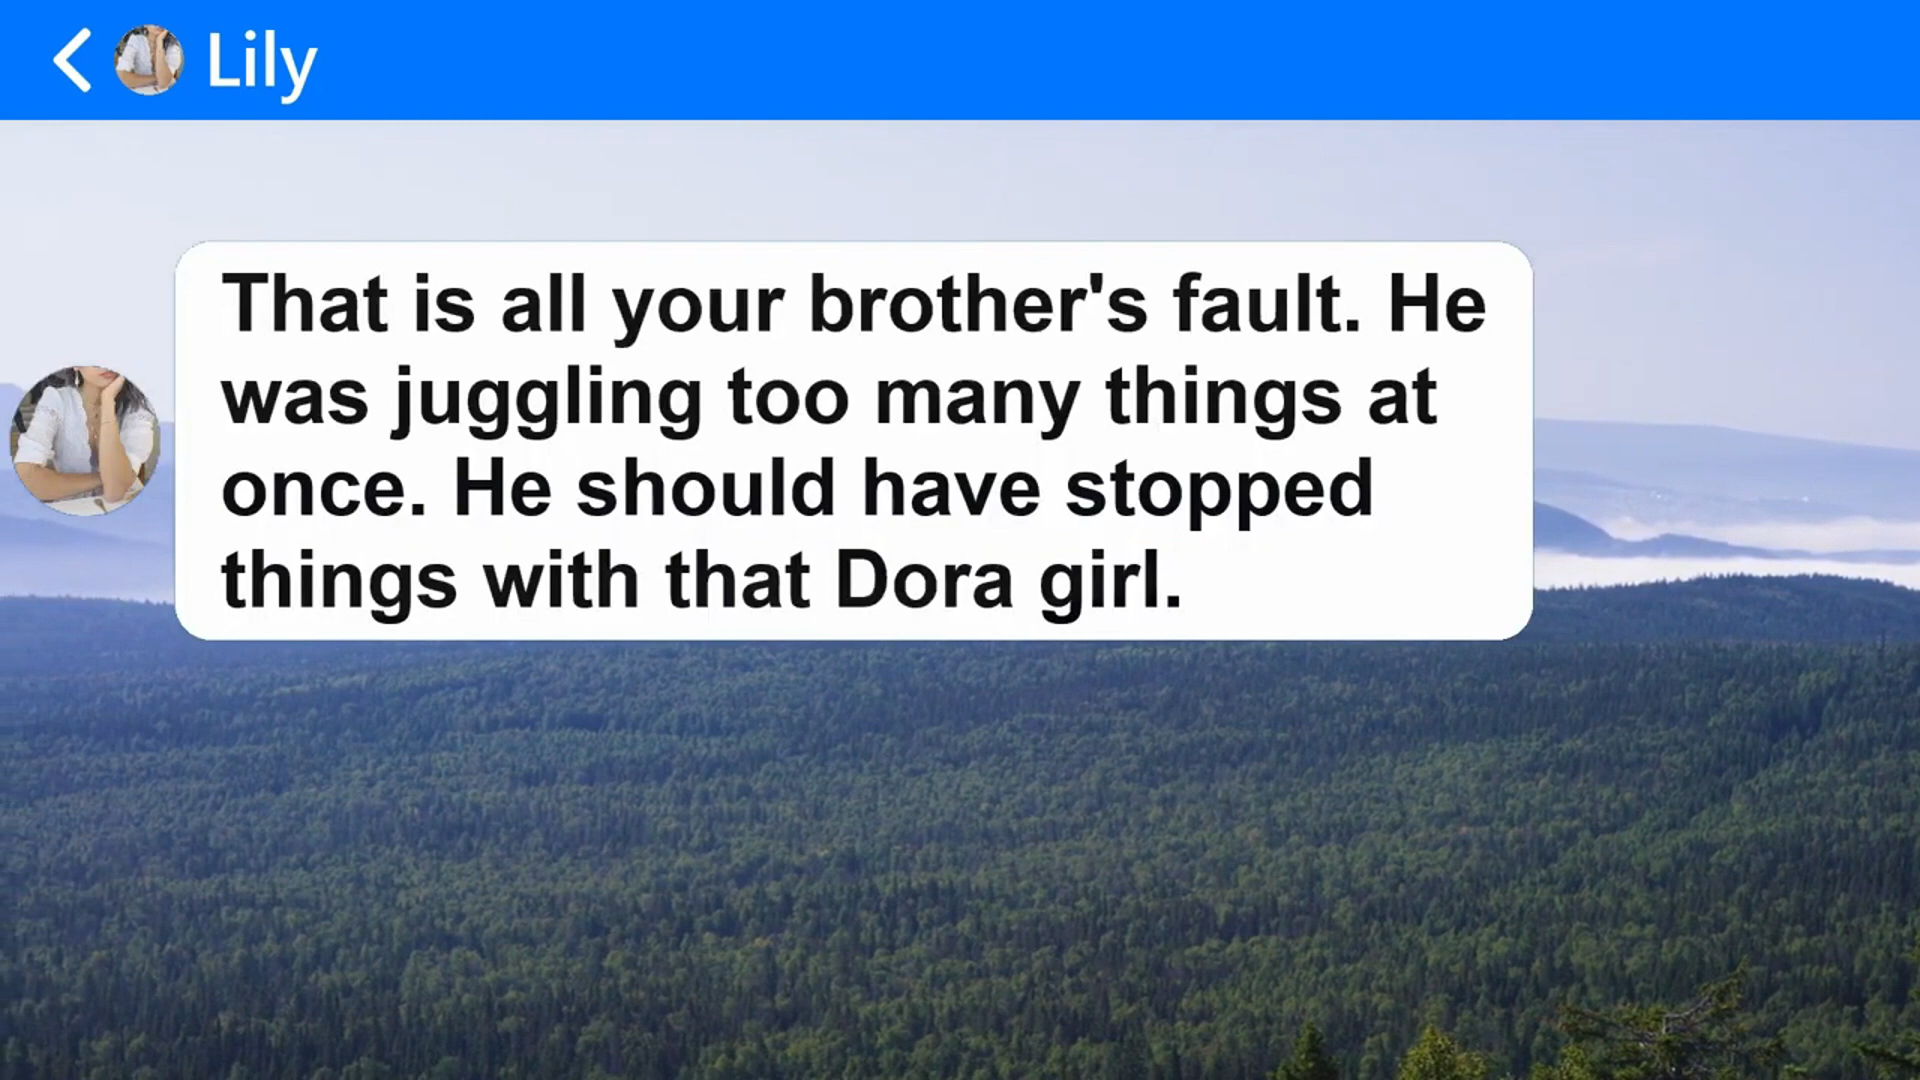 Lily
That is all your brother's fault. He
was juggling too many things at
once. He should have stopped
things with that Dora girl.